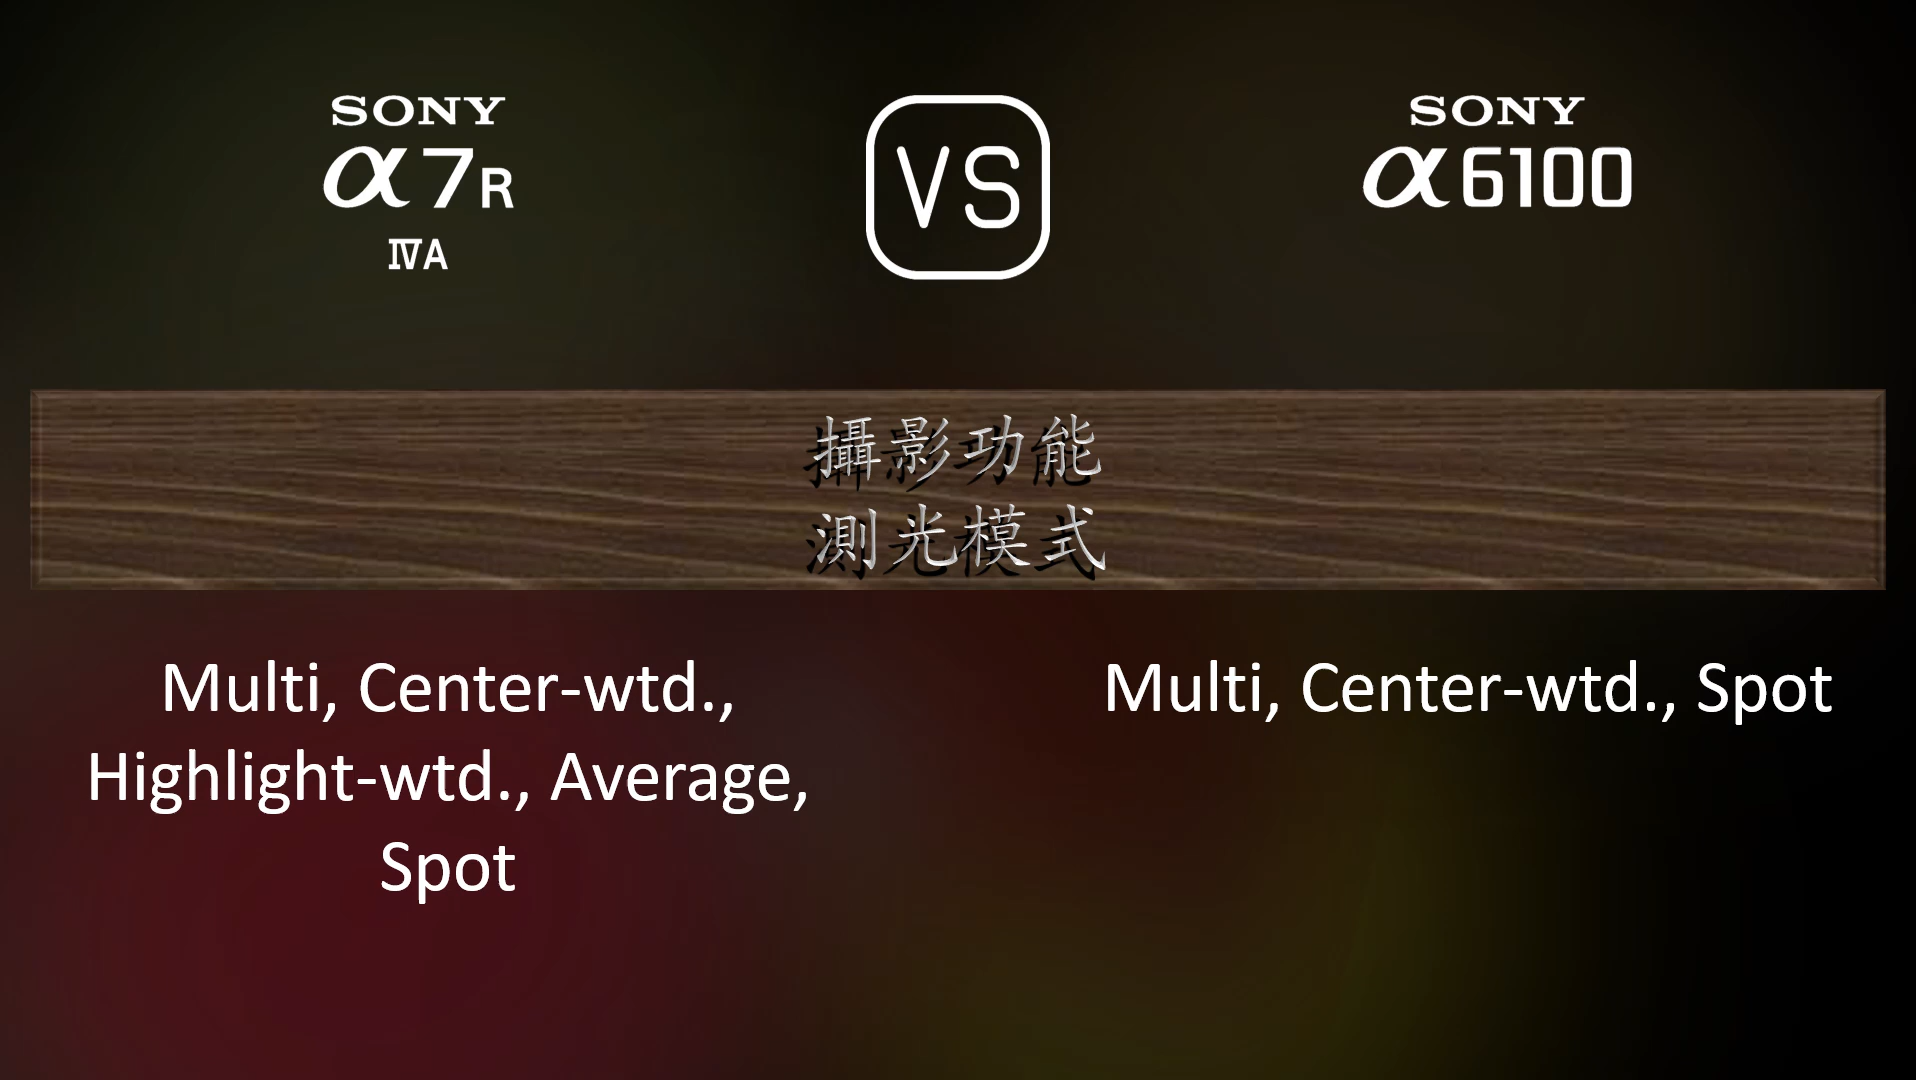 SONY
α7R
IVA
VS
SONY
α6100
攝影功能
測光模式
Multi, Center-wtd.,
Highlight-wtd., Average,
Spot
Multi, Center-wtd., Spot